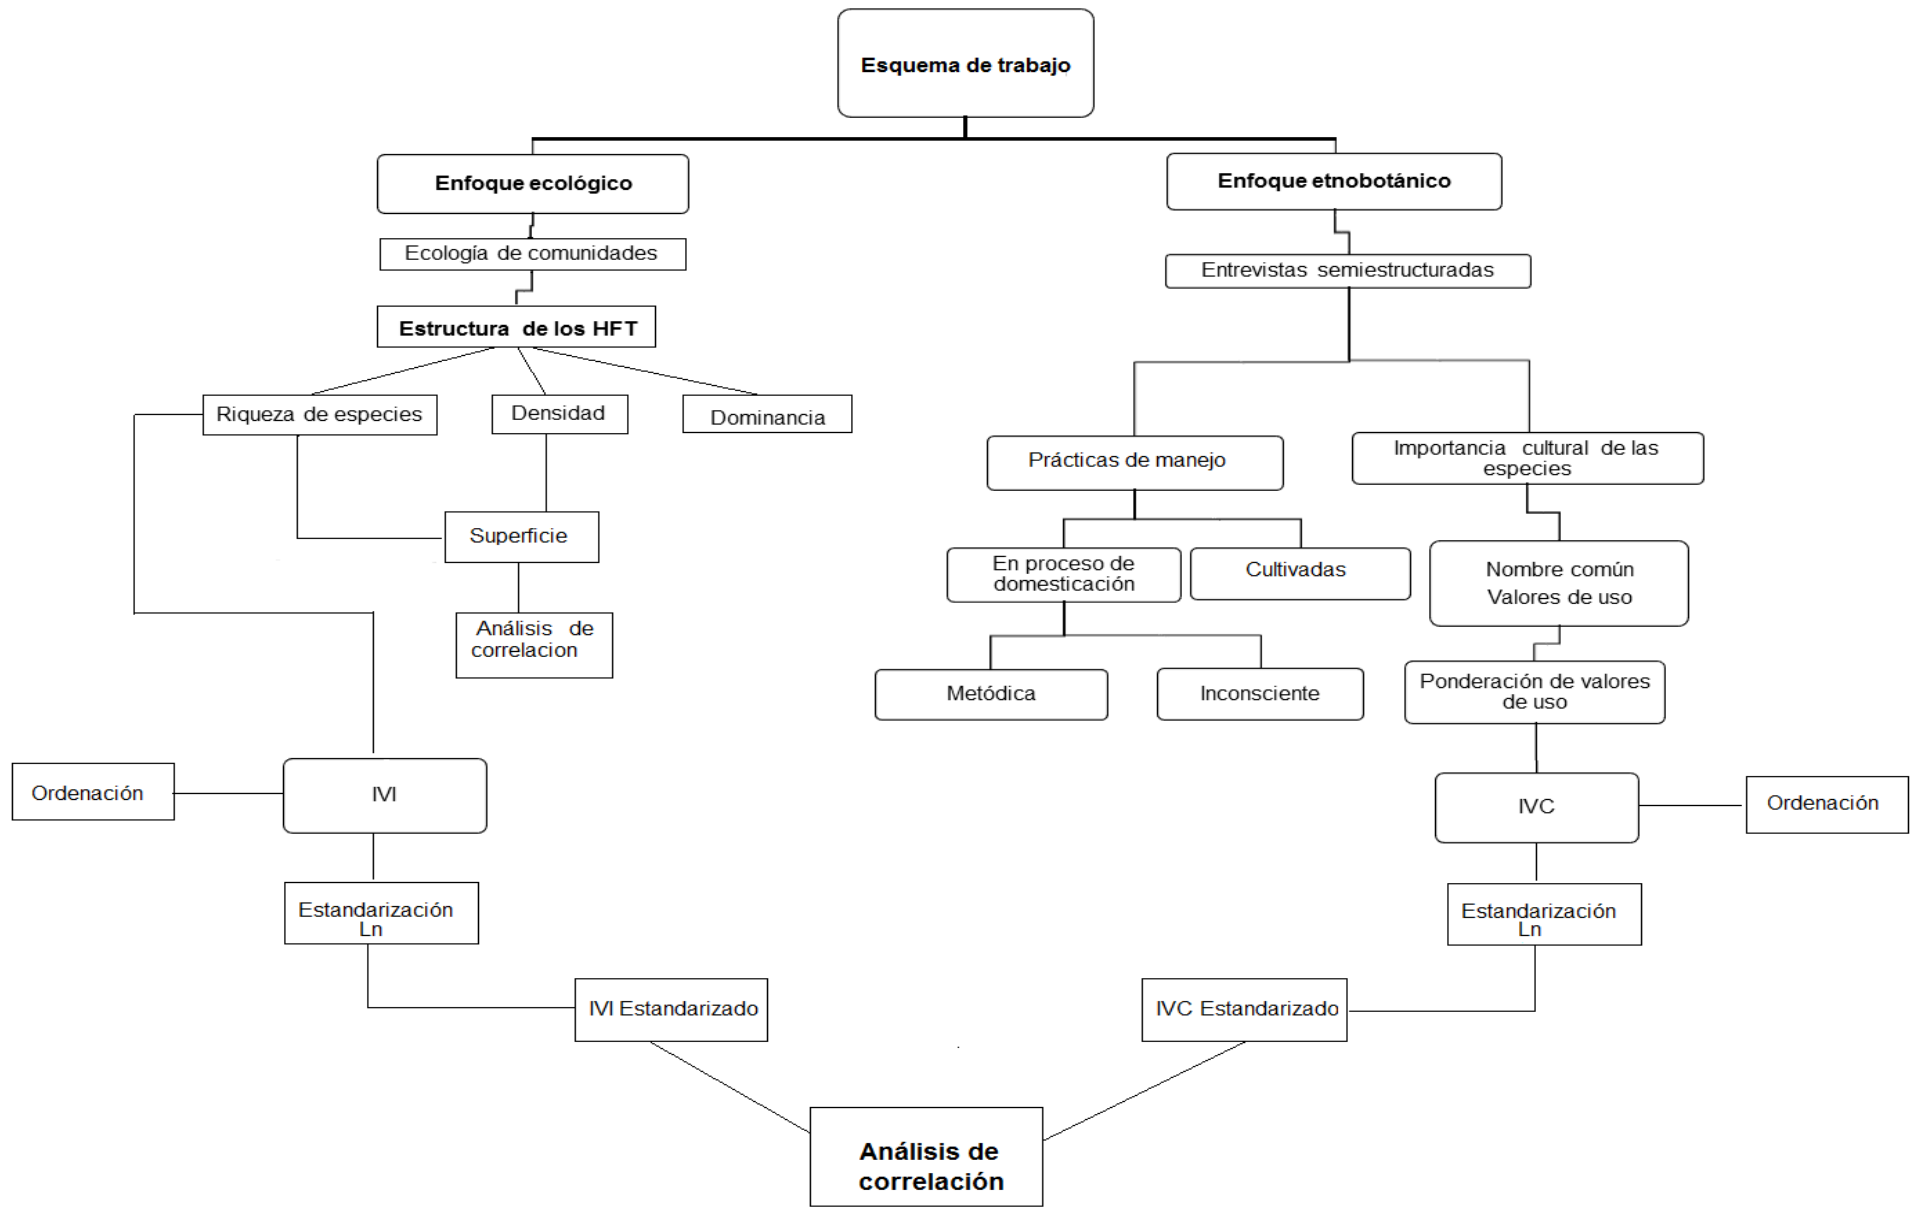 Esquema de trabajo
Enfoque ecológico
Enfoque etnobotánico
Ecología de comunidades
Entrevistas semiestructuradas
Estructura de los HFT
Riqueza de especies
Densidad
Dominancia
Prácticas de manejo
Importancia cultural de las
especies
Superficie
En proceso de
domesticación
Cultivadas
Nombre común
Valores de uso
Análisis de
correlacion
Metódica
Inconsciente
Ponderación de valores
de uso
Ordenación
IVI
IVC
Ordenación
Estandarización
Ln
Estandarización
Ln
IVI Estandarizado
IVC Estandarizado
Análisis de
correlación